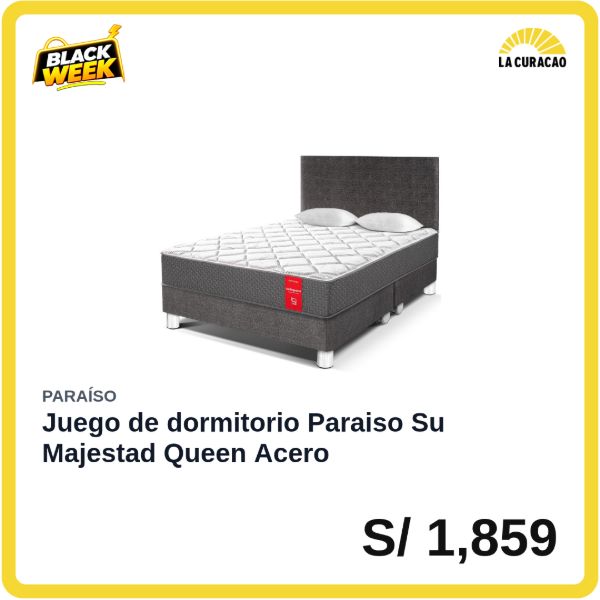 BLACK
WEEK
LA CURACAO
PARAÍSO
Juego de dormitorio Paraiso Su
Majestad Queen Acero
S/ 1,859